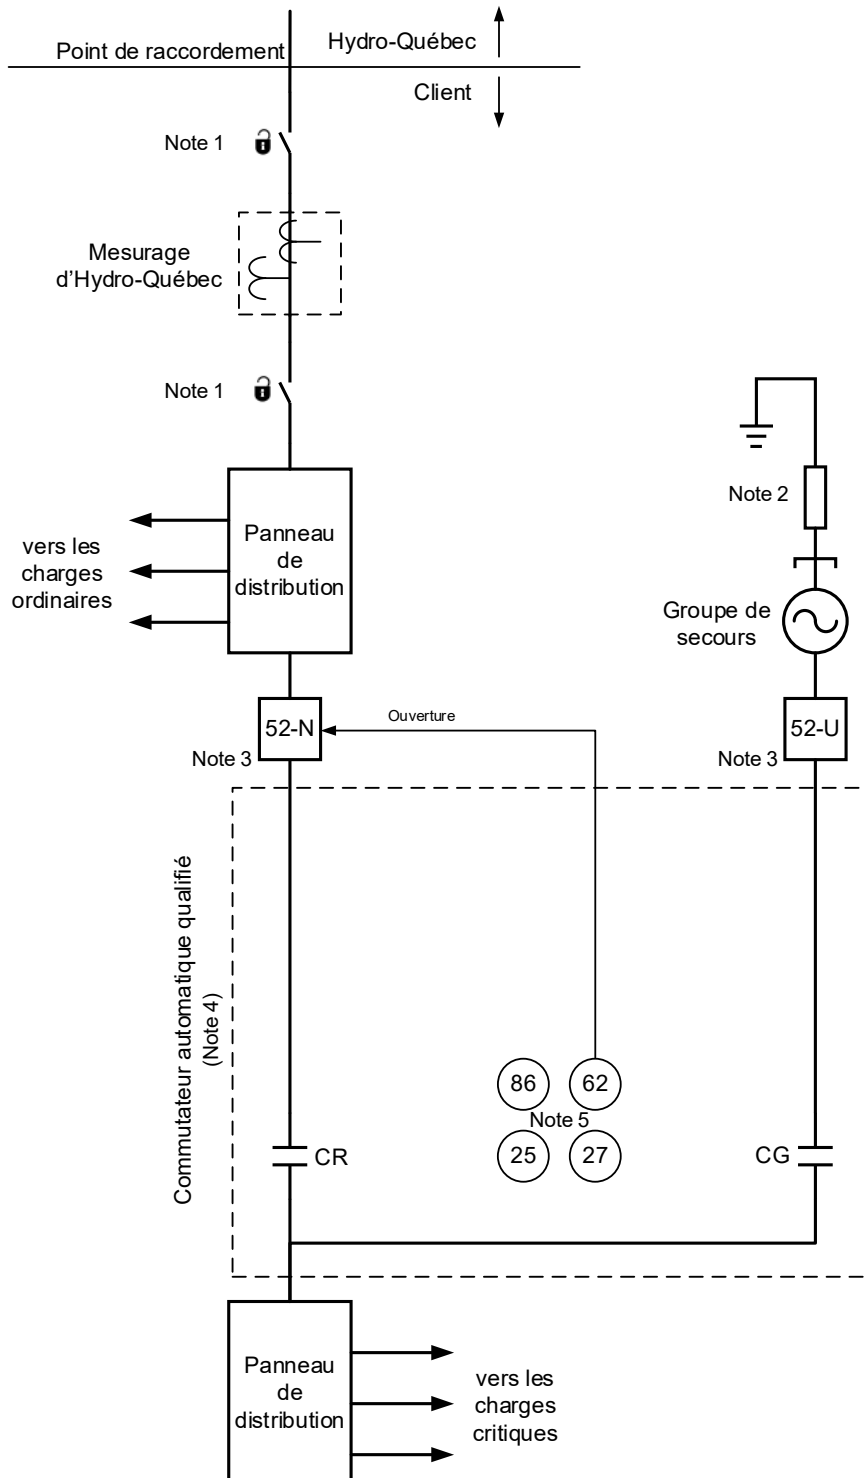 Point de raccordement
Hydro-Québec
Client
Note 1
Mesurage
d'Hydro-Québec
Note 1
Note 2
vers les
charges
ordinaires
Panneau
de
distribution
Groupe de
secours
52-N
Ouverture
52-U
Note 3
Note 3
Commutateur automatique qualifié
(Note 4)
86
62
Note 5
25
27
CR
CG
Panneau
de
distribution
vers les
charges
critiques